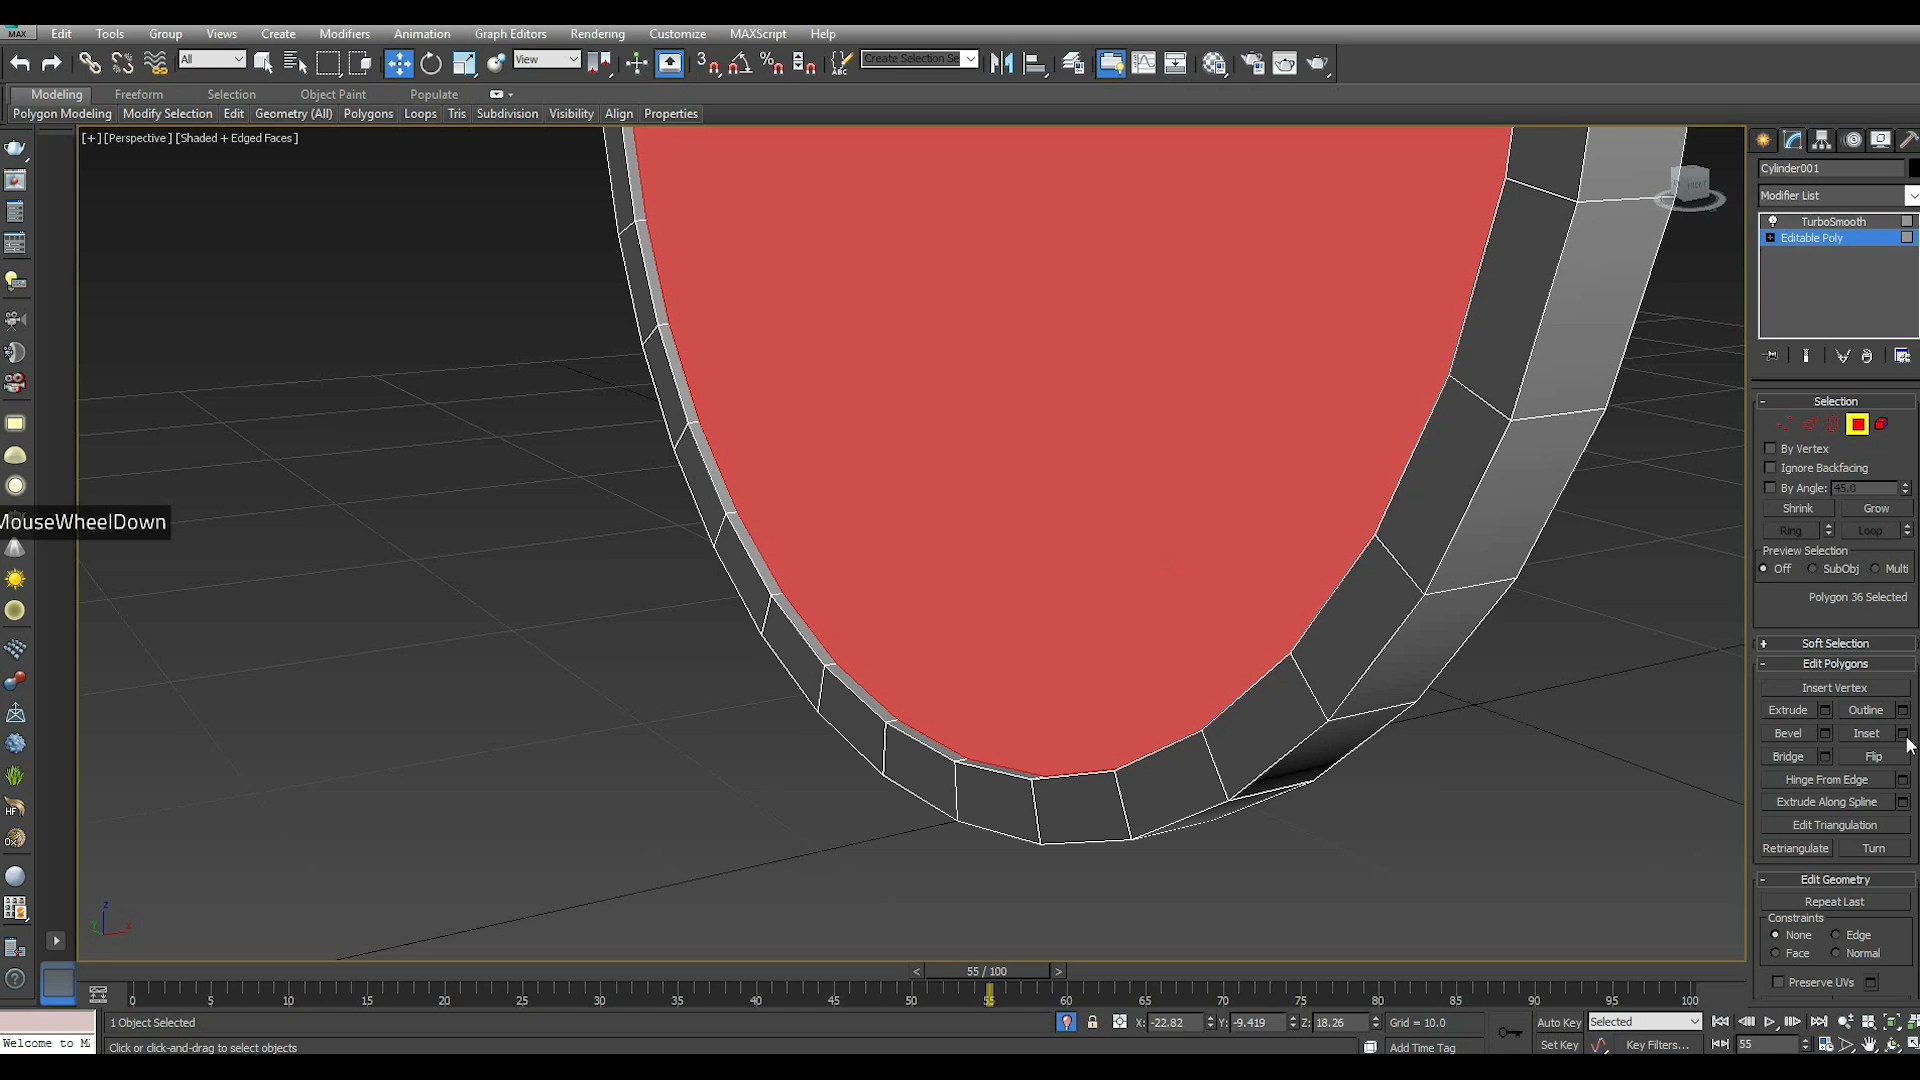 MAX Edit Tools Group Views Create Modifiers Animation Graph Editors Rendering Customize MAXScript Help
All View Create Selection Se
Modeling Freeform Selection Object Paint Populate
Polygon Modeling Modify Selection Edit Geometry (All) Polygons Loops Tris Subdivision Visibility Align Properties
[+] [Perspective] [Shaded + Edged Faces]
Cylinder001
Modifier List
TurboSmooth
Editable Poly
Selection
By Vertex
Ignore Backfacing
By Angle: 45.0
Shrink Grow
Ring Loop
Preview Selection
Off SubObj Multi
Polygon 36 Selected
Soft Selection
Edit Polygons
Insert Vertex
Extrude Outline
Bevel Inset
Bridge Flip
Hinge From Edge
Extrude Along Spline
Edit Triangulation
Retriangulate Turn
Edit Geometry
Repeat Last
Constraints
None Edge
Face Normal
Preserve UVs
MouseWheelDown
HF
z
x
< 55 / 100 >
0 5 10 15 20 25 30 35 40 45 50 55 60 65 70 75 80 85 90 95 100
1 Object Selected X: -22.82 Y: -9.419 Z: 18.26 Grid = 10.0 Auto Key Selected
Welcome to Click or click-and-drag to select objects Add Time Tag Set Key Key Filters... 55